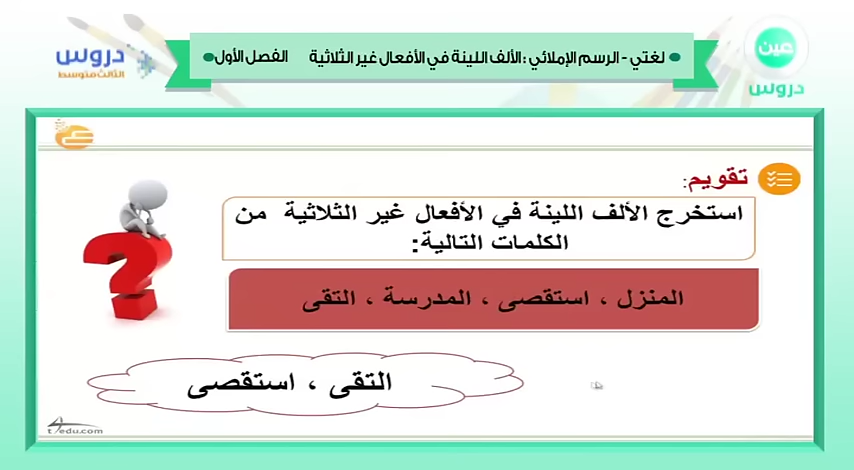 لغتي - الرسم الإملائي : الألف اللينة في الأفعال غير الثلاثية الفصل الأول
عين
دروس
دروس
الثالث متوسط
تقويم:
استخرج الألف اللينة في الأفعال غير الثلاثية من
الكلمات التالية:
المنزل ، استقصى ، المدرسة ، التقى
التقى ، استقصى
t4edu.com